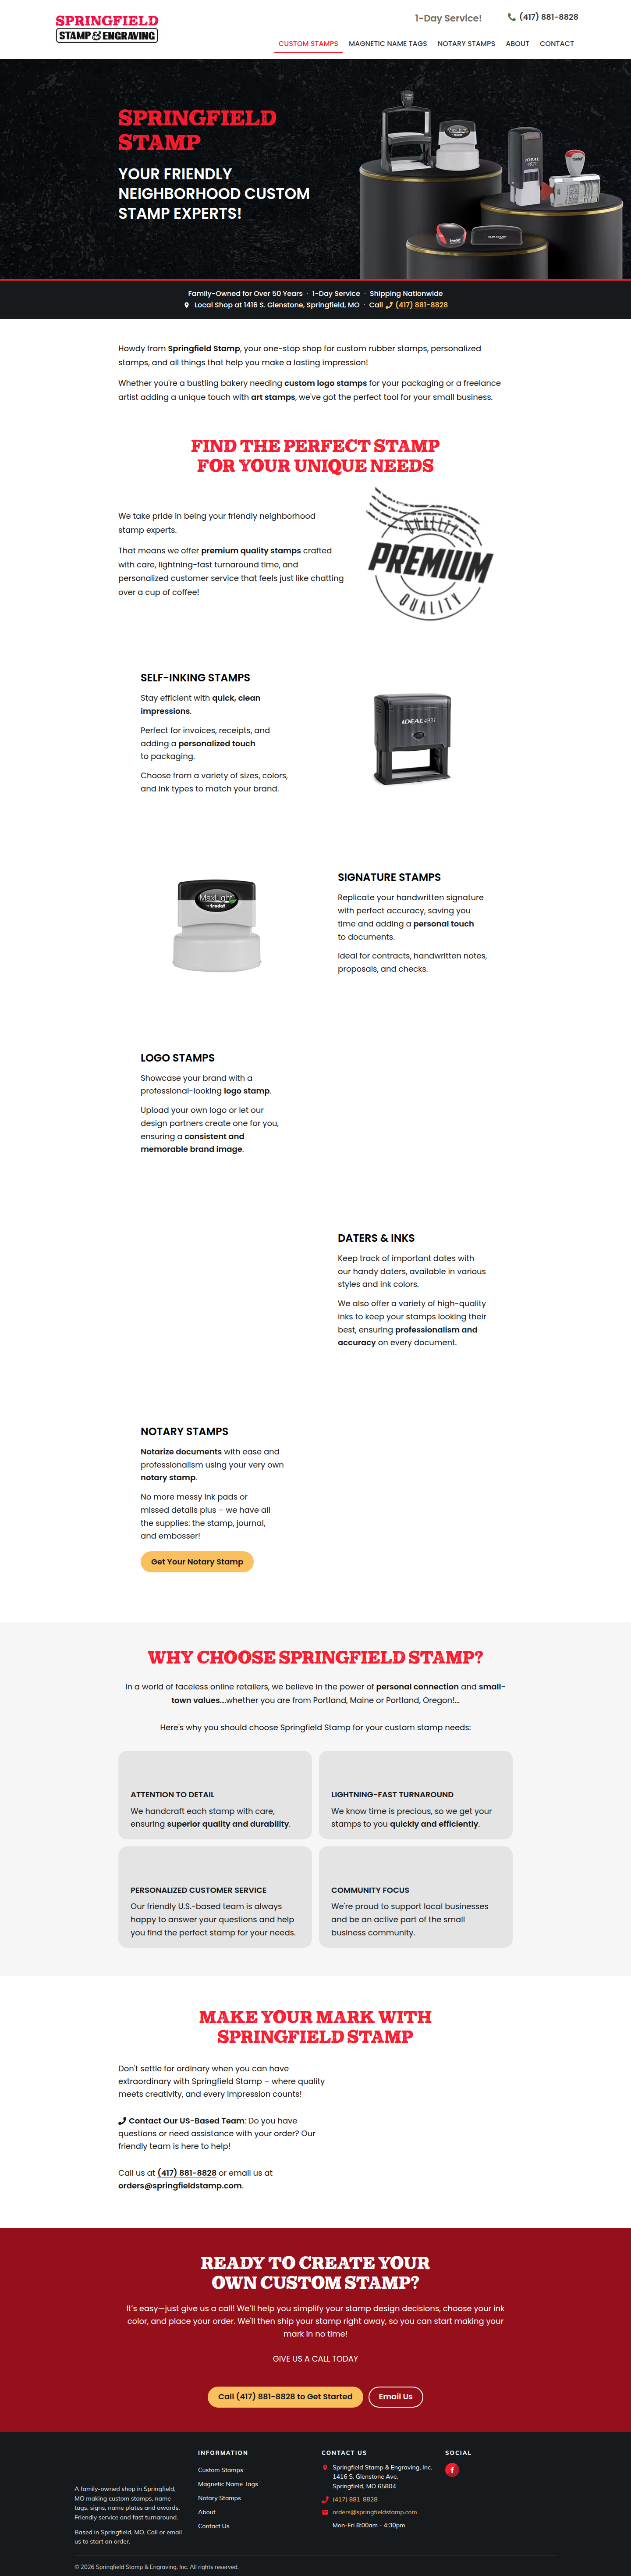 SPRINGFIELD
STAMP & ENGRAVING
1-Day Service!
(417) 881-8828
CUSTOM STAMPS
MAGNETIC NAME TAGS
NOTARY STAMPS
ABOUT
CONTACT
SPRINGFIELD
STAMP
YOUR FRIENDLY
NEIGHBORHOOD CUSTOM
STAMP EXPERTS!
MaxLight
IDEAL
4921
Family-Owned for Over 50 Years · 1-Day Service · Shipping Nationwide
Local Shop at 1416 S. Glenstone, Springfield, MO · Call (417) 881-8828
Howdy from Springfield Stamp, your one-stop shop for custom rubber stamps, personalized
stamps, and all things that help you make a lasting impression!
Whether you're a bustling bakery needing custom logo stamps for your packaging or a freelance
artist adding a unique touch with art stamps, we've got the perfect tool for your small business.
FIND THE PERFECT STAMP
FOR YOUR UNIQUE NEEDS
We take pride in being your friendly neighborhood
stamp experts.
That means we offer premium quality stamps crafted
with care, lightning-fast turnaround time, and
personalized customer service that feels just like chatting
over a cup of coffee!
PREMIUM
QUALITY
SELF-INKING STAMPS
Stay efficient with quick, clean
impressions.
Perfect for invoices, receipts, and
adding a personalized touch
to packaging.
Choose from a variety of sizes, colors,
and ink types to match your brand.
IDEAL 4931
MaxLight
by trodat
SIGNATURE STAMPS
Replicate your handwritten signature
with perfect accuracy, saving you
time and adding a personal touch
to documents.
Ideal for contracts, handwritten notes,
proposals, and checks.
LOGO STAMPS
Showcase your brand with a
professional-looking logo stamp.
Upload your own logo or let our
design partners create one for you,
ensuring a consistent and
memorable brand image.
DATERS & INKS
Keep track of important dates with
our handy daters, available in various
styles and ink colors.
We also offer a variety of high-quality
inks to keep your stamps looking their
best, ensuring professionalism and
accuracy on every document.
NOTARY STAMPS
Notarize documents with ease and
professionalism using your very own
notary stamp.
No more messy ink pads or
missed details plus – we have all
the supplies: the stamp, journal,
and embosser!
Get Your Notary Stamp
WHY CHOOSE SPRINGFIELD STAMP?
In a world of faceless online retailers, we believe in the power of personal connection and small-
town values....whether you are from Portland, Maine or Portland, Oregon!...
Here's why you should choose Springfield Stamp for your custom stamp needs:
ATTENTION TO DETAIL
We handcraft each stamp with care,
ensuring superior quality and durability.
LIGHTNING-FAST TURNAROUND
We know time is precious, so we get your
stamps to you quickly and efficiently.
PERSONALIZED CUSTOMER SERVICE
Our friendly U.S.-based team is always
happy to answer your questions and help
you find the perfect stamp for your needs.
COMMUNITY FOCUS
We're proud to support local businesses
and be an active part of the small
business community.
MAKE YOUR MARK WITH
SPRINGFIELD STAMP
Don't settle for ordinary when you can have
extraordinary with Springfield Stamp – where quality
meets creativity, and every impression counts!
Contact Our US-Based Team: Do you have
questions or need assistance with your order? Our
friendly team is here to help!
Call us at (417) 881-8828 or email us at
orders@springfieldstamp.com.
READY TO CREATE YOUR
OWN CUSTOM STAMP?
It's easy—just give us a call! We'll help you simplify your stamp design decisions, choose your ink
color, and place your order. We'll then ship your stamp right away, so you can start making your
mark in no time!
GIVE US A CALL TODAY
Call (417) 881-8828 to Get Started
Email Us
A family-owned shop in Springfield,
MO making custom stamps, name
tags, signs, name plates and awards.
Friendly service and fast turnaround.
Based in Springfield, MO. Call or email
us to start an order.
INFORMATION
Custom Stamps
Magnetic Name Tags
Notary Stamps
About
Contact Us
CONTACT US
Springfield Stamp & Engraving, Inc.
1416 S. Glenstone Ave.
Springfield, MO 65804
(417) 881-8828
orders@springfieldstamp.com
Mon-Fri 8:00am - 4:30pm
SOCIAL
© 2026 Springfield Stamp & Engraving, Inc. All rights reserved.